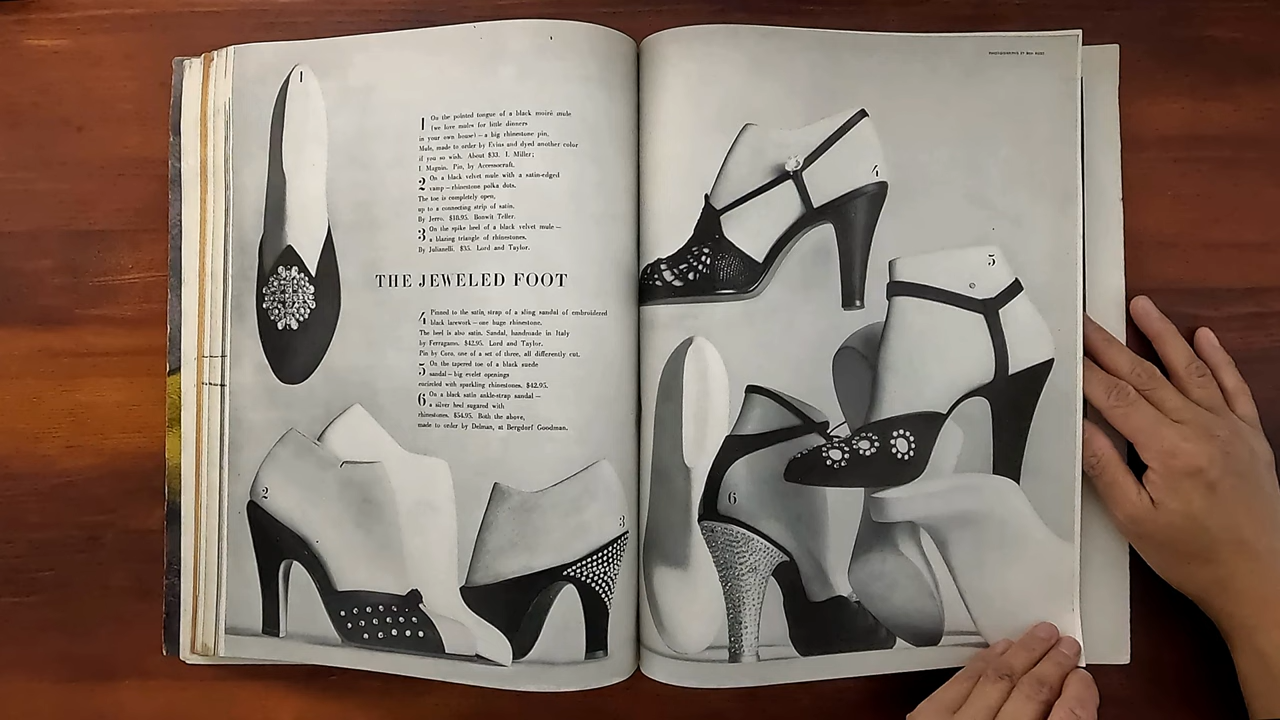 1
On the pointed tongue of a black moiré mule
(we love mules for little dinners
in your own house) — a big rhinestone pin,
Mule, made to order by Evins and dyed another color
if you so wish. About $33. I. Miller;
I. Magnin. Pin, by Accessocraft.
2 On a black velvet mule with a satin-edged
vamp — rhinestone polka dots.
The toe is completely open,
up to a connecting strip of satin.
By Jerro. $18.95. Bonwit Teller.
3 On the spike heel of a black velvet mule —
a blazing triangle of rhinestones.
By Julianelli. $35. Lord and Taylor.
THE JEWELED FOOT
4 Pinned to the satin strap of a sling sandal of embroidered
black lacework — one huge rhinestone.
The heel is also satin. Sandal, handmade in Italy
by Ferragamo. $42.95. Lord and Taylor.
Pin by Coro, one of a set of three, all differently cut.
5 On the tapered toe of a black suede
sandal — big eyelet openings
encircled with sparkling rhinestones. $42.95.
6 On a black satin ankle-strap sandal —
a silver heel sugared with
rhinestones. $54.95. Both the above,
made to order by Delman, at Bergdorf Goodman.
1
2
3
PHOTOGRAPHS BY
4
5
6